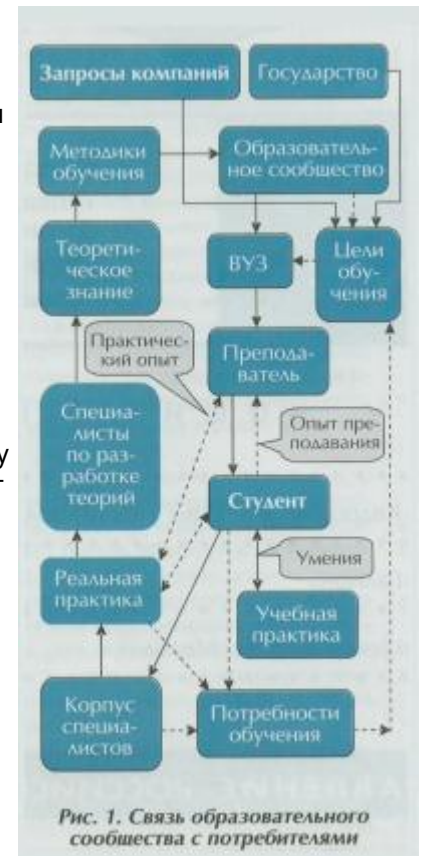 Запросы компаний
Государство
Методики
обучения
Образователь-
ное сообщество
Теорети-
ческое
знание
ВУЗ
Цели
обу-
чения
Практичес-
кий опыт
Препода-
ватель
Специа-
листы
по раз-
работке
теорий
Опыт пре-
подавания
Студент
Умения
Реальная
практика
Учебная
практика
Корпус
специа-
листов
Потребности
обучения
Рис. 1. Связь образовательного
сообщества с потребителями